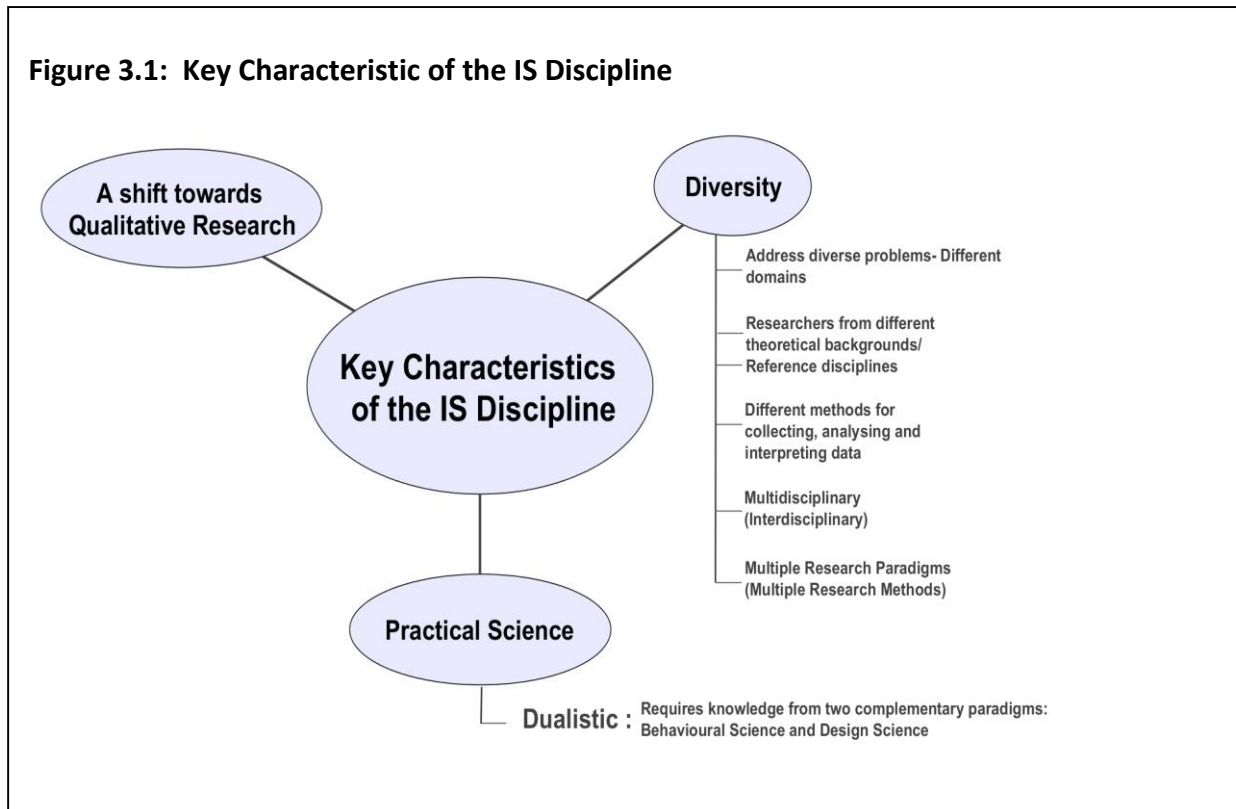 Figure 3.1: Key Characteristic of the IS Discipline
A shift towards
Qualitative Research
Diversity
Address diverse problems- Different
domains
Researchers from different
theoretical backgrounds/
Reference disciplines
Different methods for
collecting, analysing and
interpreting data
Multidisciplinary
(Interdisciplinary)
Multiple Research Paradigms
(Multiple Research Methods)
Key Characteristics
of the IS Discipline
Practical Science
Dualistic : Requires knowledge from two complementary paradigms:
Behavioural Science and Design Science